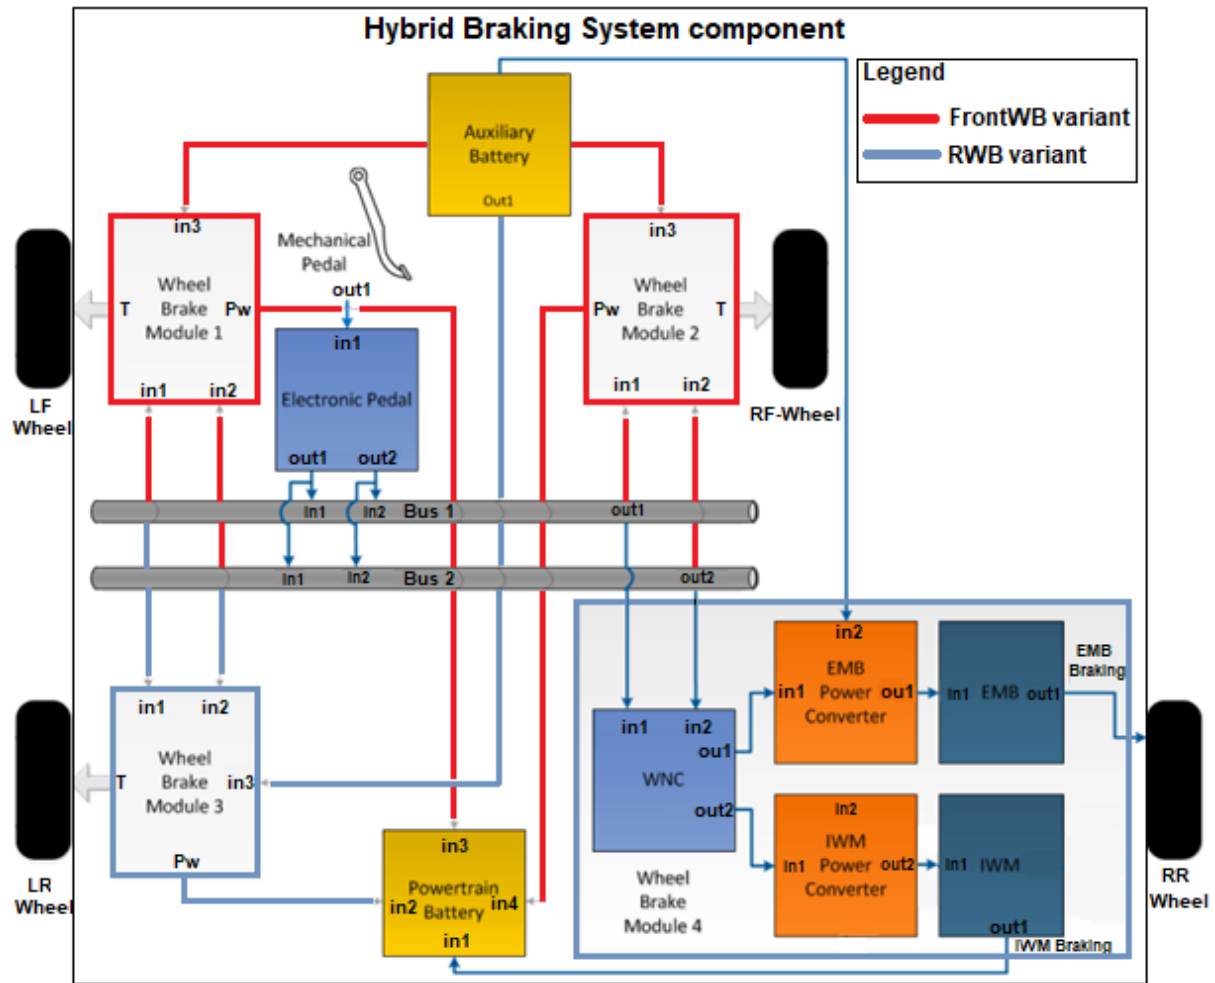 Hybrid Braking System component
Legend
FrontWB variant
RWB variant
Auxiliary
Battery
Out1
in3
Wheel
Brake
Module 1
T
Pw
in1
in2
LF
Wheel
Mechanical
Pedal
out1
in1
Electronic Pedal
out1
out2
in3
Wheel
Brake
Module 2
Pw
T
in1
in2
RF-Wheel
In1
In2
Bus 1
out1
In1
In2
Bus 2
out2
in1
in2
Wheel
Brake
Module 3
T
in3
Pw
LR
Wheel
in3
Powertrain
Battery
in2
in4
in1
in1
in2
ou1
WNC
out2
Wheel
Brake
Module 4
in2
EMB
Power
Converter
in1
ou1
In1
EMB
out1
EMB
Braking
In2
IWM
Power
Converter
In1
out2
In1
IWM
out1
IWM Braking
RR
Wheel